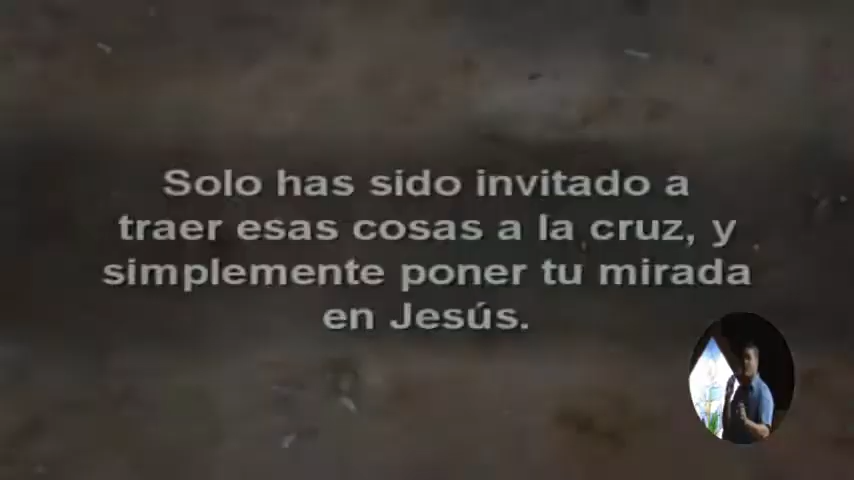 Solo has sido invitado a
traer esas cosas a la cruz, y
simplemente poner tu mirada
en Jesús.